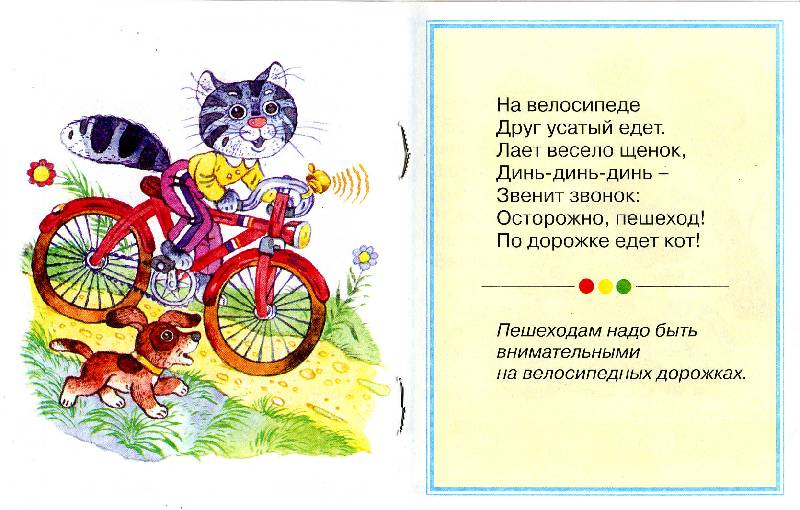 На велосипеде
Друг усатый едет.
Лает весело щенок,
Динь-динь-динь –
Звенит звонок:
Осторожно, пешеход!
По дорожке едет кот!
Пешеходам надо быть
внимательными
на велосипедных дорожках.